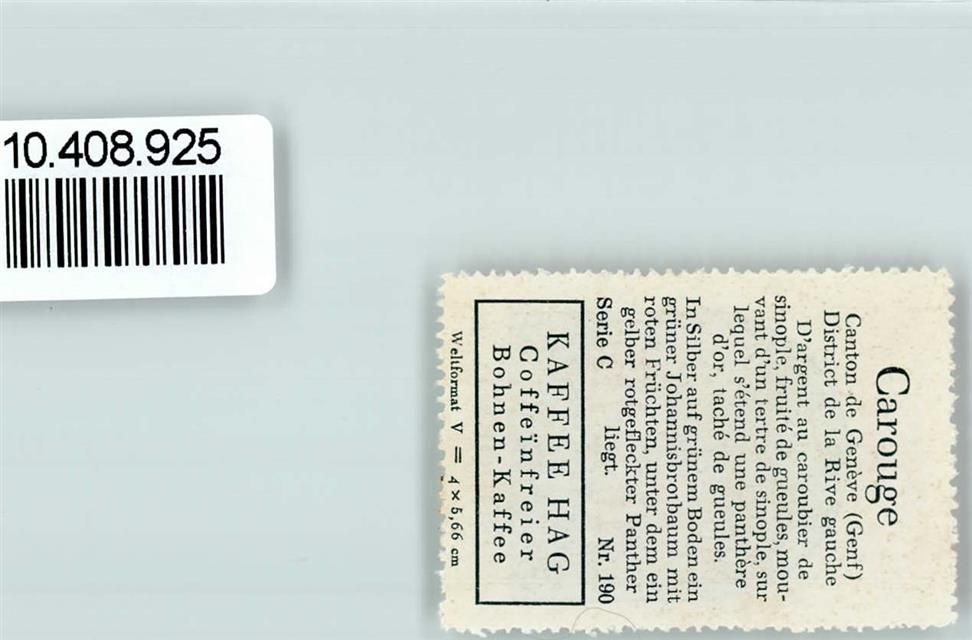 10.408.925
Carouge
Canton de Genève (Genf)
District de la Rive gauche
D'argent au caroubier de
sinople, fruité de gueules, mou-
vant d'un tertre de sinople, sur
lequel s'étend une panthère
d'or, taché de gueules.
In Silber auf grünem Boden ein
grüner Johannisbrotbaum mit
roten Früchten, unter dem ein
gelber rotgefleckter Panther
liegt.
Serie C Nr. 190
KAFFEE HAG
Coffeïnfreier
Bohnen-Kaffee
Weltformat V = 4 × 5,66 cm